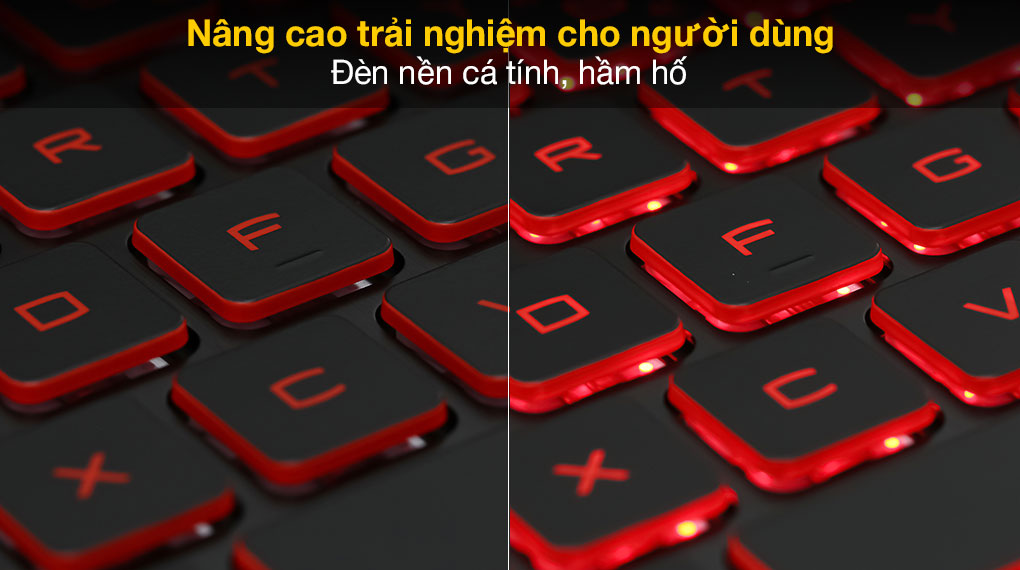 Nâng cao trải nghiệm cho người dùng
Đèn nền cá tính, hầm hố
T T Y
R G R G
F F
D D V
C C
X X